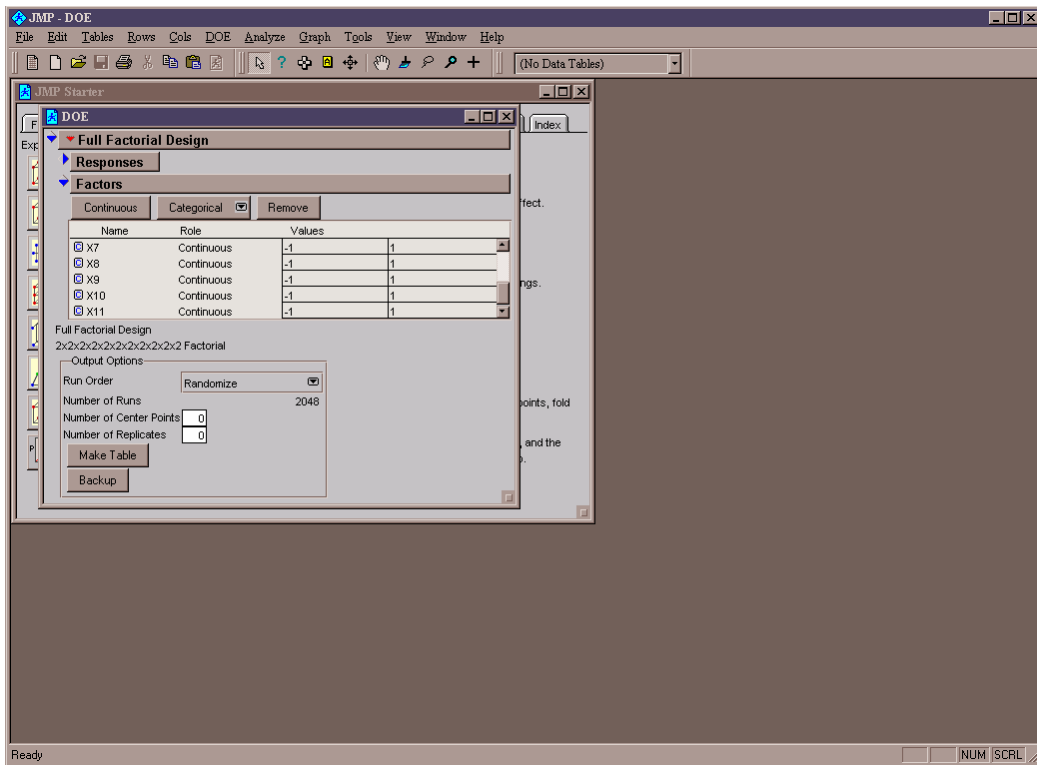 JMP - DOE
File Edit Tables Rows Cols DOE Analyze Graph Tools View Window Help
(No Data Tables)
JMP Starter
Index
DOE
Full Factorial Design
Responses
Factors
Continuous Categorical Remove
Name Role Values
X7 Continuous -1 1
X8 Continuous -1 1
X9 Continuous -1 1
X10 Continuous -1 1
X11 Continuous -1 1
Full Factorial Design
2x2x2x2x2x2x2x2x2x2x2 Factorial
Output Options
Run Order Randomize
Number of Runs 2048
Number of Center Points 0
Number of Replicates 0
Make Table
Backup
ffect.
ngs.
points, fold
, and the
Ready NUM SCRL